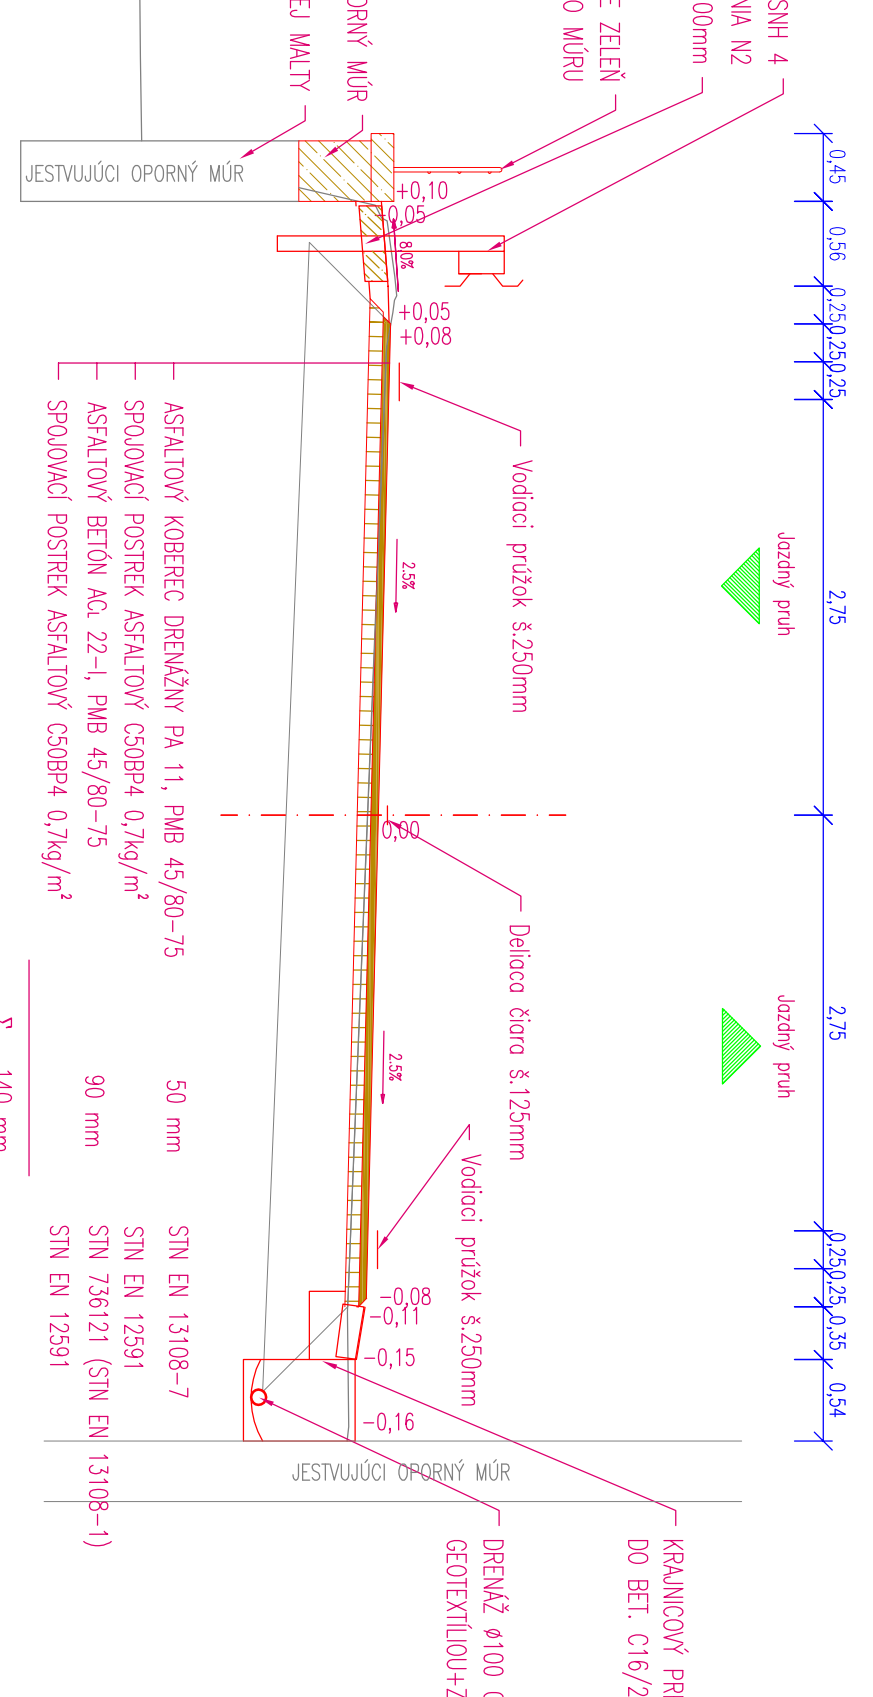 SNH 4
NIA N2
00mm
E ZELEŇ
O MÚRU
ORNÝ MÚR
EJ MALTY
JESTVUJÚCI OPORNÝ MÚR
0,45
0,56
0,25
0,25
0,25
2,75
2,75
0,25
0,25
0,35
0,54
Jazdný pruh
Jazdný pruh
+0,10
+0,05
8,0%
+0,05
+0,08
Vodiaci prúžok š.250mm
2.5%
0,00
Deliaca čiara š.125mm
2.5%
Vodiaci prúžok š.250mm
-0,08
-0,11
-0,15
-0,16
JESTVUJÚCI OPORNÝ MÚR
KRAJNICOVÝ PR
DO BET. C16/2
DRENÁŽ ø100
GEOTEXTÍLIOU+Z
ASFALTOVÝ KOBEREC DRENÁŽNY PA 11, PMB 45/80-75 50 mm STN EN 13108-7
SPOJOVACÍ POSTREK ASFALTOVÝ C50BP4 0,7kg/m² STN EN 12591
ASFALTOVÝ BETÓN ACL 22-I, PMB 45/80-75 90 mm STN 736121 (STN EN 13108-1)
SPOJOVACÍ POSTREK ASFALTOVÝ C50BP4 0,7kg/m² STN EN 12591
Σ 140 mm